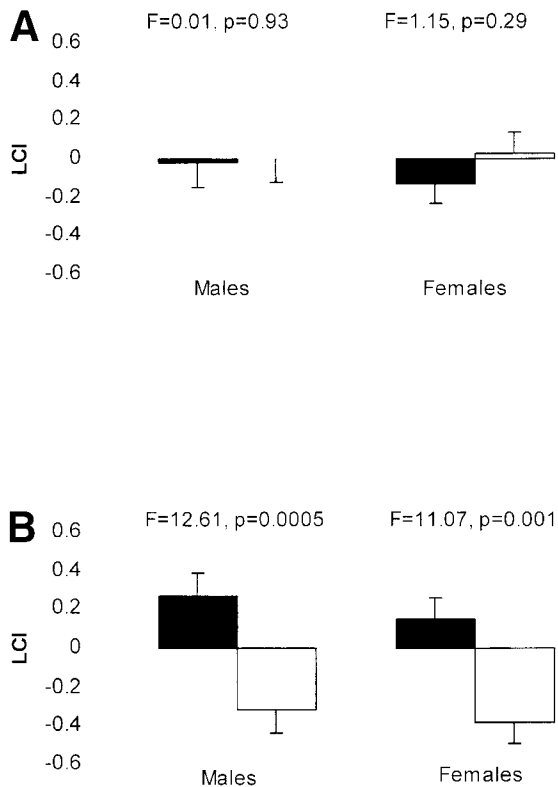 A
F=0.01, p=0.93 F=1.15, p=0.29
0.6
0.4
0.2
0
-0.2
-0.4
-0.6
LCI
Males Females
B
F=12.61, p=0.0005 F=11.07, p=0.001
0.6
0.4
0.2
0
-0.2
-0.4
-0.6
LCI
Males Females